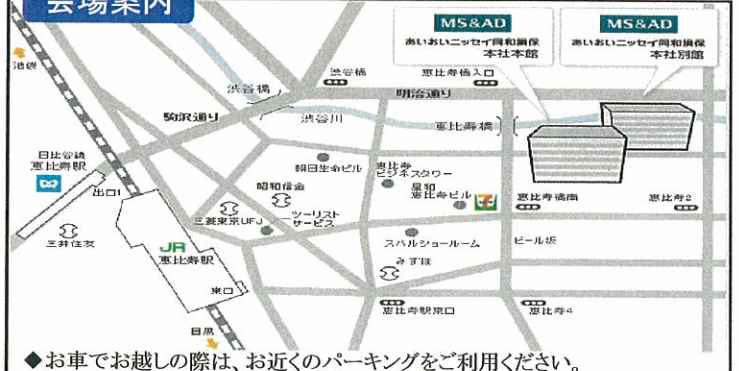 会場案内
MS&AD
あいおいニッセイ同和損保
本社本館
MS&AD
あいおいニッセイ同和損保
本社別館
池袋
渋谷橋
渋谷橋
恵比寿橋入口
明治通り
駒沢通り
渋谷川
恵比寿橋
日比谷線
恵比寿駅
出口1
三井住友
朝日生命ビル
恵比寿
ビジネスタワー
昭和信金
星和
恵比寿ビル
恵比寿橋南
恵比寿2
三菱東京UFJ
ツーリスト
サービス
JR
恵比寿駅
スバルショールーム
ビール坂
みずほ
東口
恵比寿駅東口
恵比寿4
目黒
◆お車でお越しの際は、お近くのパーキングをご利用ください。